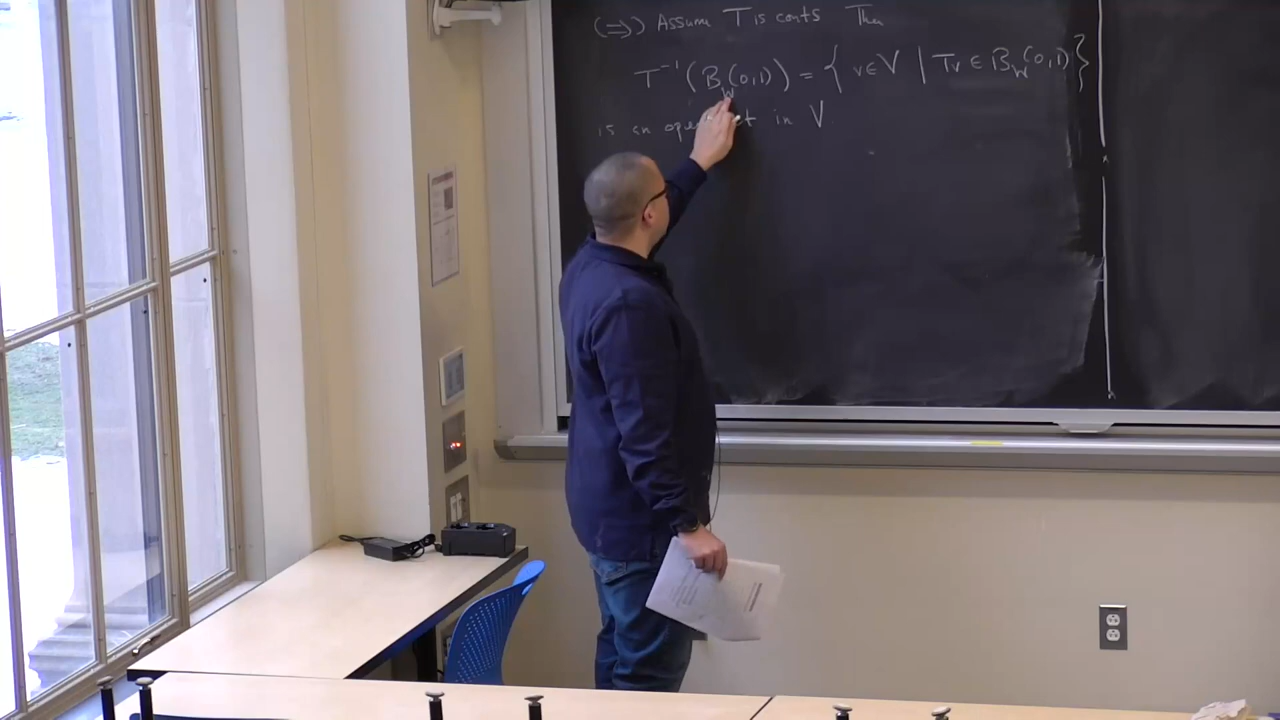 (⇒) Assume T is conts Then
T⁻¹(B_W(0,1)) = { v∈V | Tv ∈ B_W(0,1) }
is an open set in V.